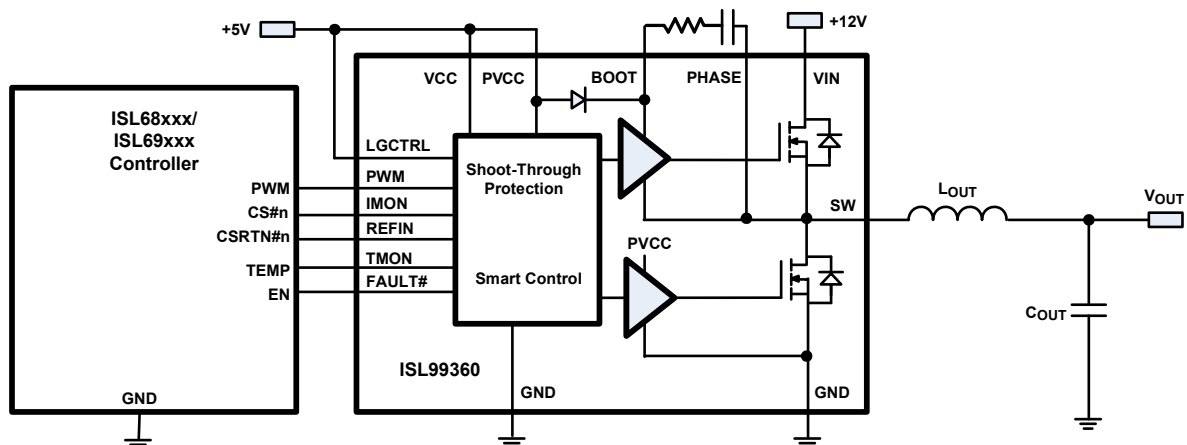 +5V
+12V
VCC
PVCC
BOOT
PHASE
VIN
ISL68xxx/
ISL69xxx
Controller
LGCTRL
PWM
PWM
CS#n
IMON
CSRTN#n
REFIN
TEMP
TMON
EN
FAULT#
Shoot-Through
Protection
Smart Control
PVCC
SW
LOUT
VOUT
COUT
ISL99360
GND
GND
GND